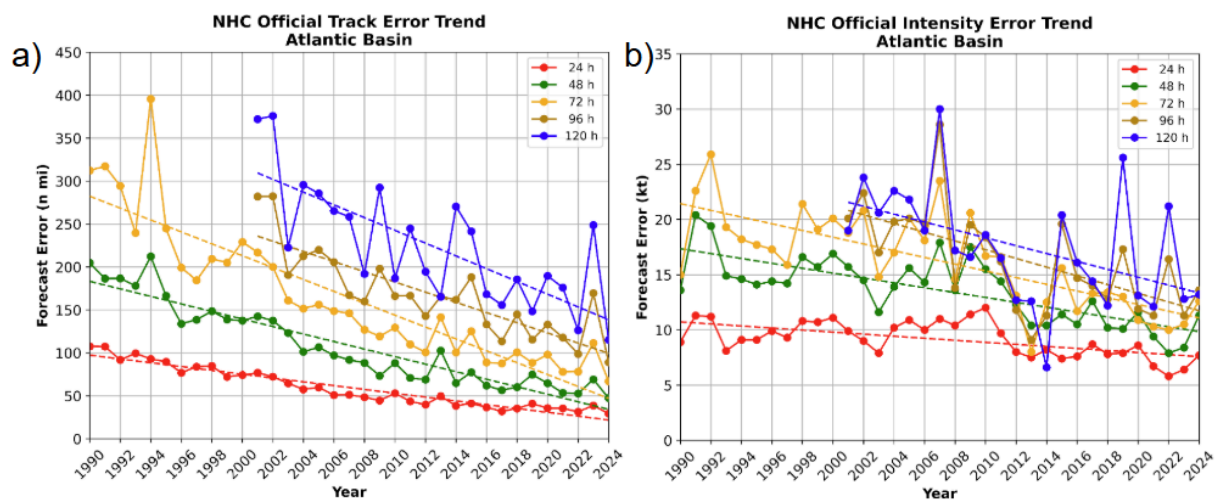 a)
NHC Official Track Error Trend
Atlantic Basin
450
400
350
300
250
200
150
100
50
0
Forecast Error (n mi)
24 h
48 h
72 h
96 h
120 h
1990
1992
1994
1996
1998
2000
2002
2004
2006
2008
2010
2012
2014
2016
2018
2020
2022
2024
Year
b)
NHC Official Intensity Error Trend
Atlantic Basin
35
30
25
20
15
10
5
0
Forecast Error (kt)
24 h
48 h
72 h
96 h
120 h
1990
1992
1994
1996
1998
2000
2002
2004
2006
2008
2010
2012
2014
2016
2018
2020
2022
2024
Year